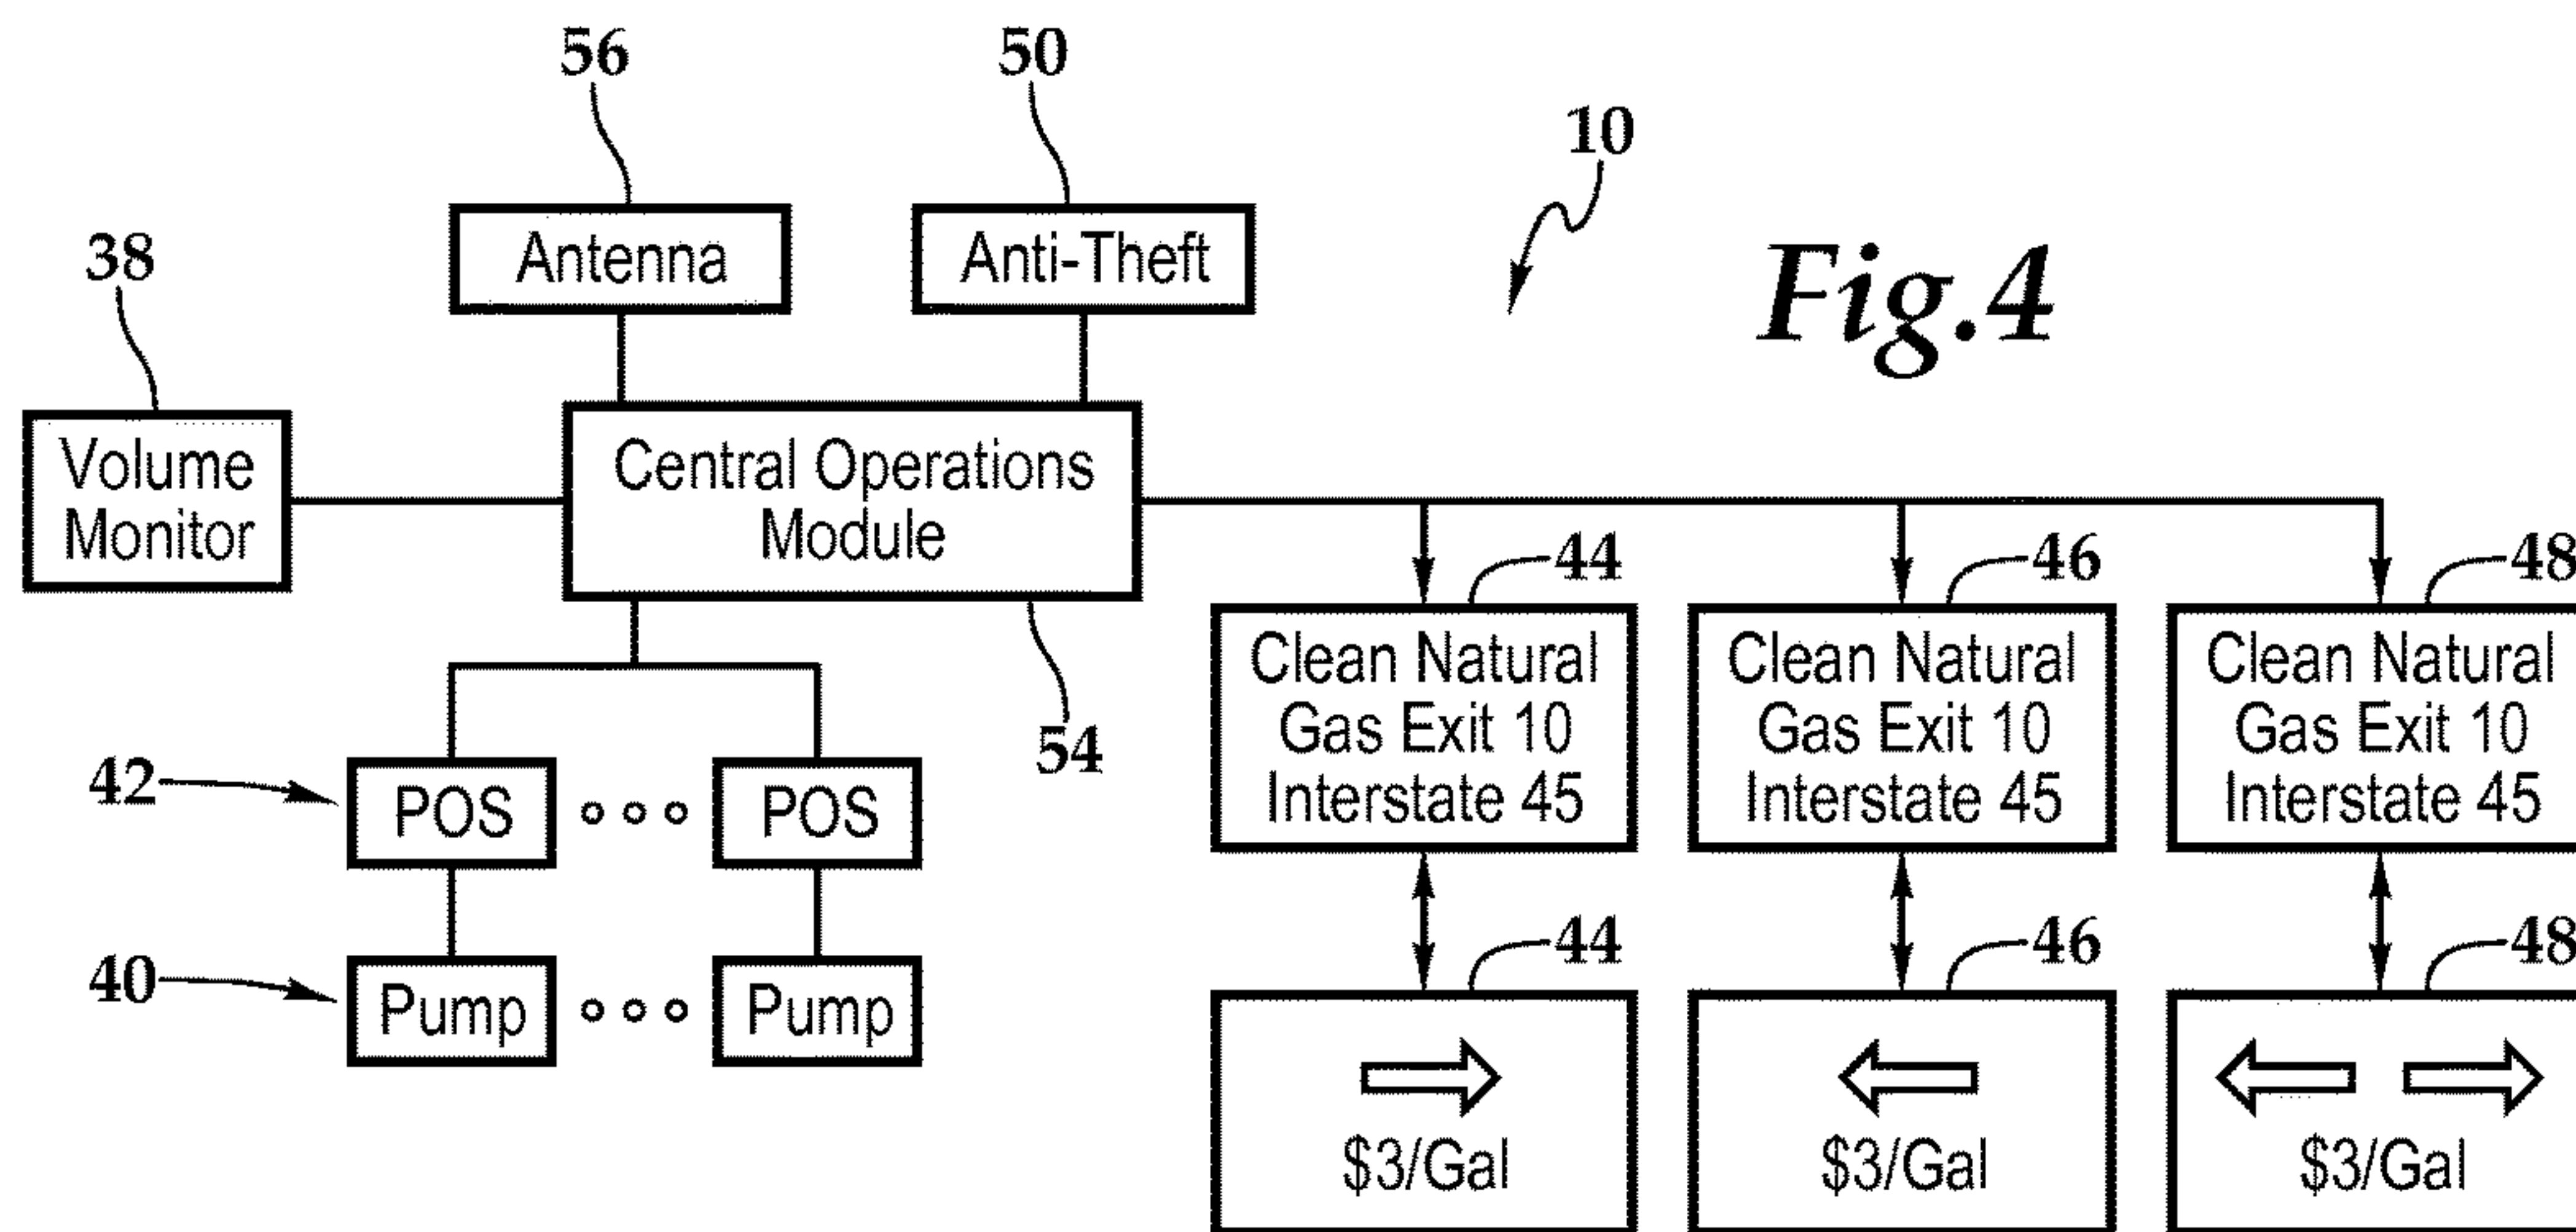 56
50
10
Fig.4
38
Antenna
Anti-Theft
Volume
Monitor
Central Operations
Module
54
44
46
48
Clean Natural
Gas Exit 10
Interstate 45
Clean Natural
Gas Exit 10
Interstate 45
Clean Natural
Gas Exit 10
Interstate 45
42
POS
POS
40
Pump
Pump
44
46
48
$3/Gal
$3/Gal
$3/Gal